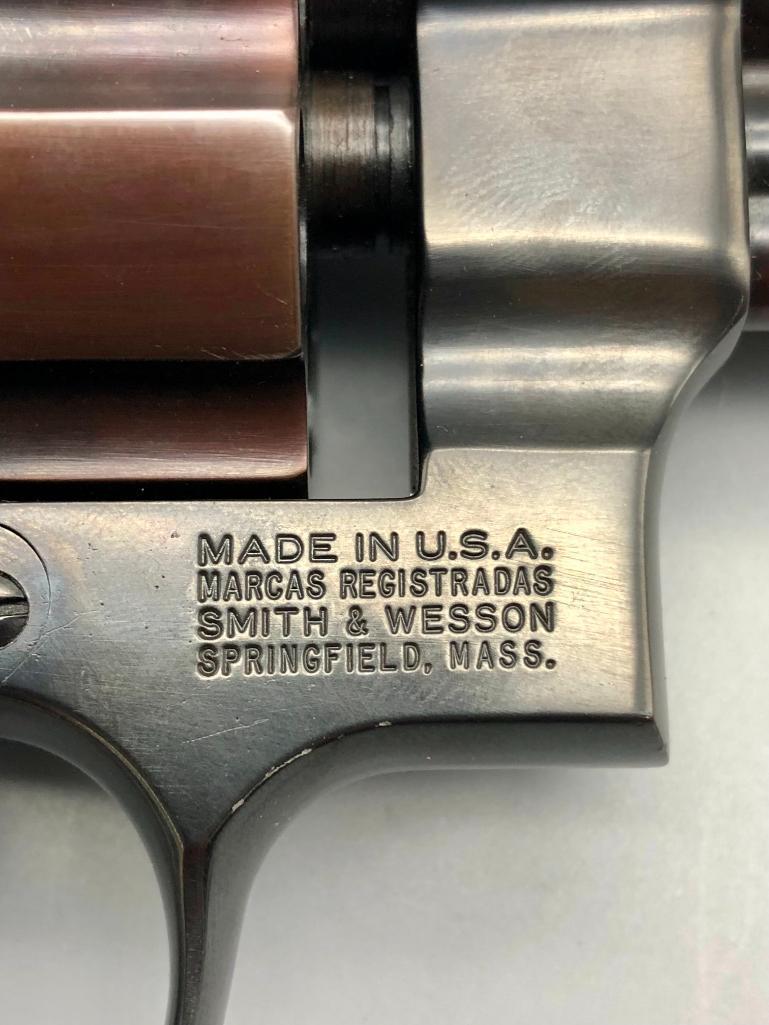 MADE IN U.S.A.
MARCAS REGISTRADAS
SMITH & WESSON
SPRINGFIELD, MASS.